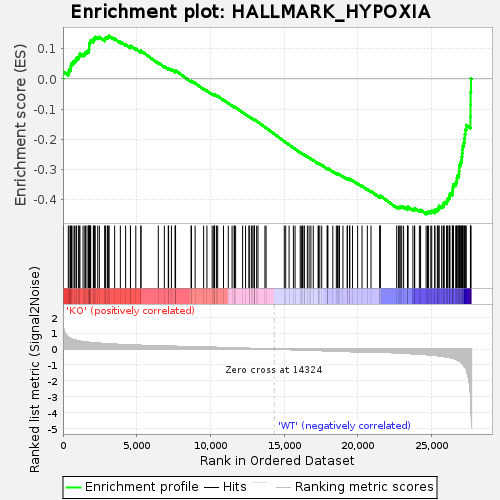 Enrichment plot: HALLMARK_HYPOXIA
Enrichment score (ES)
0.1
0.0
-0.1
-0.2
-0.3
-0.4
'KO' (positively correlated)
Ranked list metric (Signal2Noise)
2
1
0
-1
-2
-3
-4
-5
Zero cross at 14324
'WT' (negatively correlated)
0
5,000
10,000
15,000
20,000
25,000
Rank in Ordered Dataset
Enrichment profile
Hits
Ranking metric scores